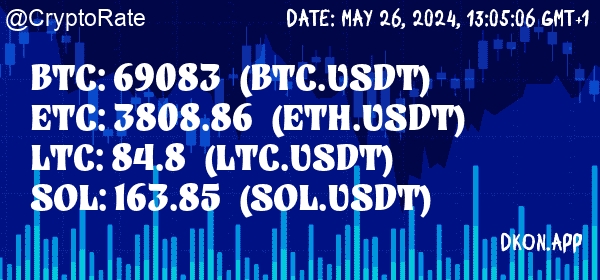 @CryptoRate
DATE: MAY 26, 2024, 13:05:06 GMT+1
BTC: 69083 (BTC.USDT)
ETC: 3808.86 (ETH.USDT)
LTC: 84.8 (LTC.USDT)
SOL: 163.85 (SOL.USDT)
DKON.APP